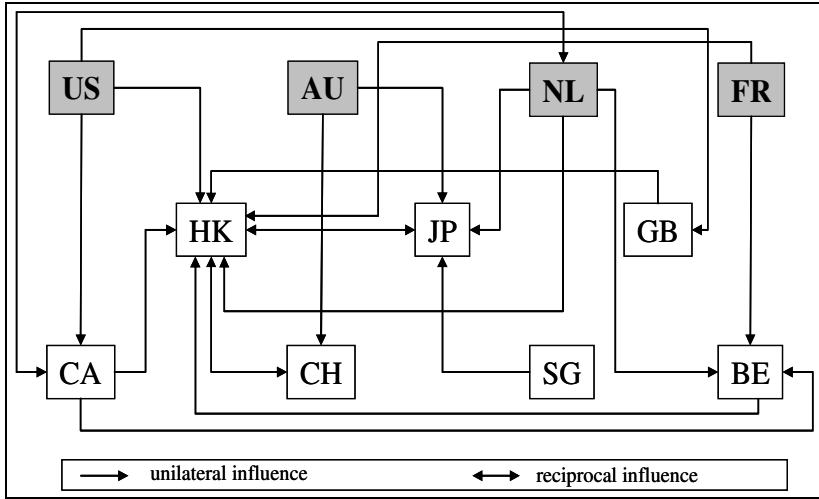 US AU NL FR
HK JP GB
CA CH SG BE
unilateral influence reciprocal influence